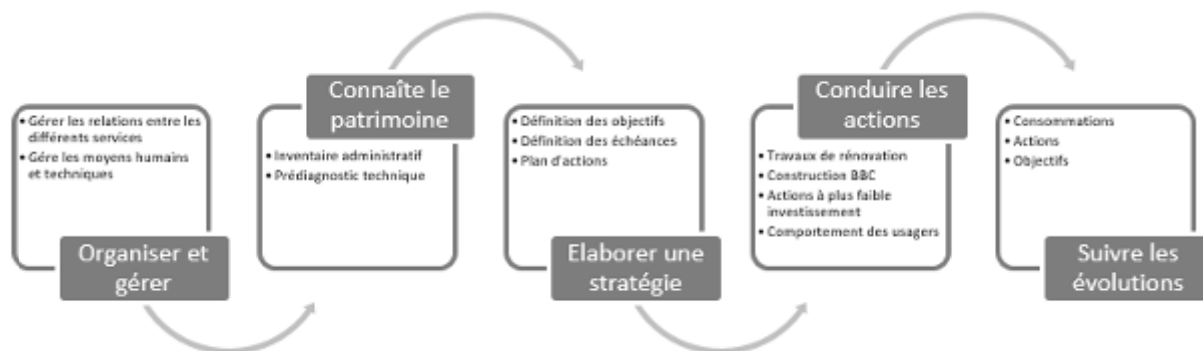 • Gérer les relations entre les
différents services
• Gére les moyens humains
et techniques
Organiser et
gérer
Connaîte le
patrimoine
• Inventaire administratif
• Prédiagnostic technique
• Définition des objectifs
• Définition des échéances
• Plan d'actions
Elaborer une
stratégie
Conduire les
actions
• Travaux de rénovation
• Construction BBC
• Actions à plus faible
investissement
• Comportement des usagers
• Consommations
• Actions
• Objectifs
Suivre les
évolutions